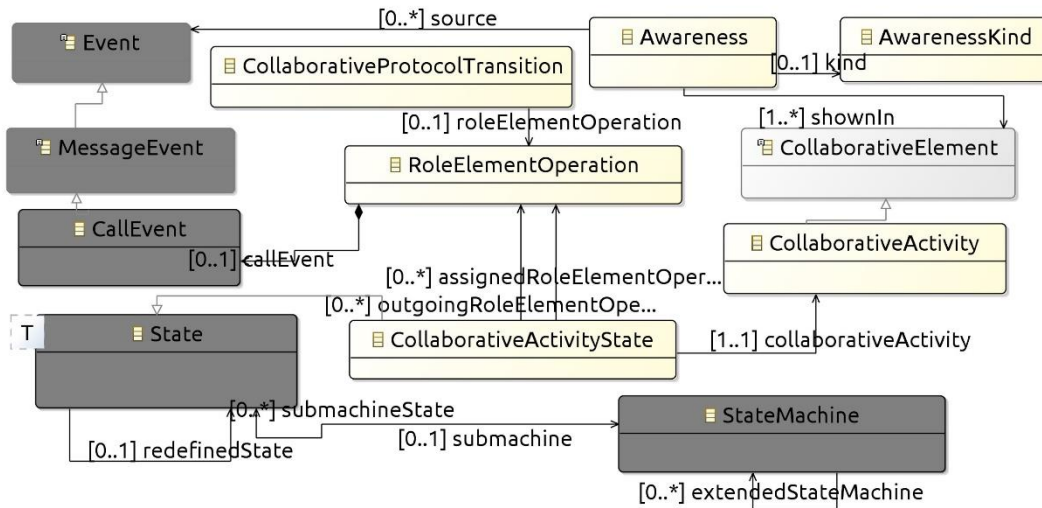 [0..*] source
Event
Awareness
AwarenessKind
CollaborativeProtocolTransition
[0..1] kind
[0..1] roleElementOperation
[1..*] shownIn
MessageEvent
RoleElementOperation
CollaborativeElement
CallEvent
[0..1] callEvent
CollaborativeActivity
[0..*] assignedRoleElementOper...
[0..*] outgoingRoleElementOpe...
T
State
CollaborativeActivityState
[1..1] collaborativeActivity
[0..*] submachineState
StateMachine
[0..1] submachine
[0..1] redefinedState
[0..*] extendedStateMachine